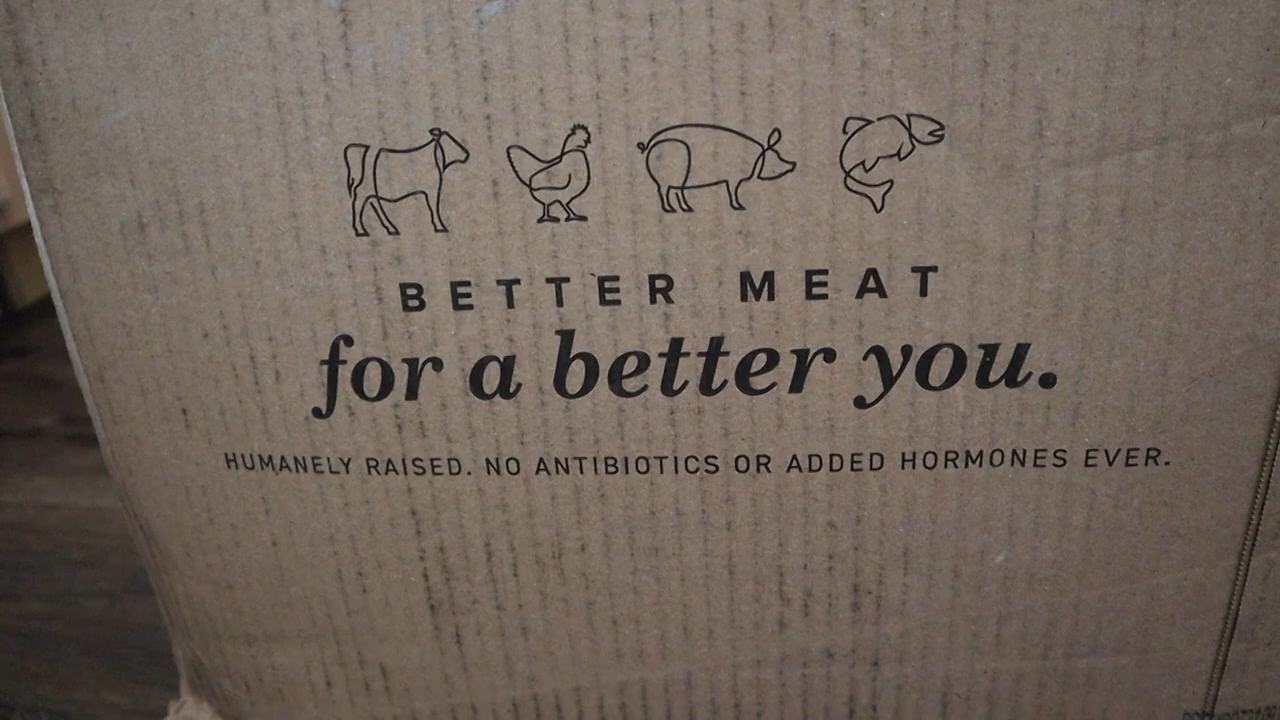 BETTER MEAT
for a better you.
HUMANELY RAISED. NO ANTIBIOTICS OR ADDED HORMONES EVER.